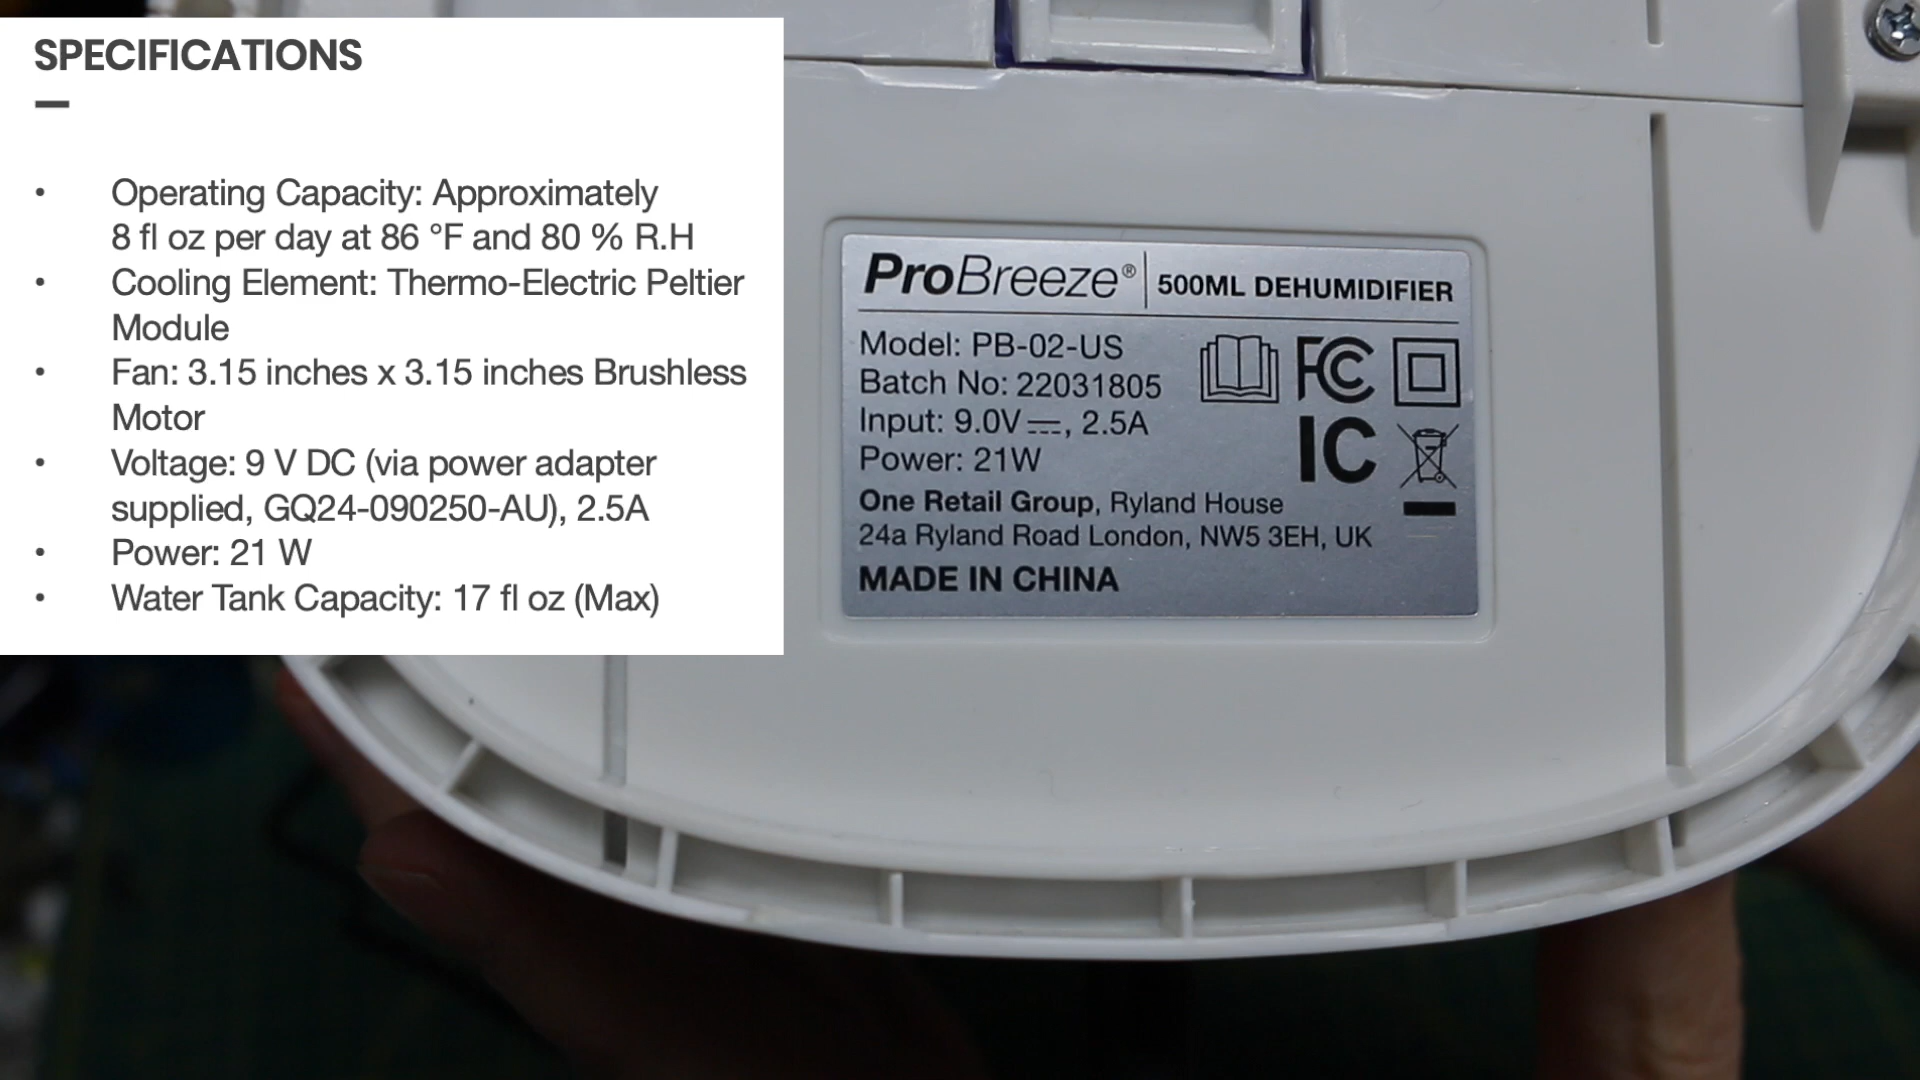 SPECIFICATIONS
• Operating Capacity: Approximately
8 fl oz per day at 86 °F and 80 % R.H
• Cooling Element: Thermo-Electric Peltier
Module
• Fan: 3.15 inches x 3.15 inches Brushless
Motor
• Voltage: 9 V DC (via power adapter
supplied, GQ24-090250-AU), 2.5A
• Power: 21 W
• Water Tank Capacity: 17 fl oz (Max)
ProBreeze® 500ML DEHUMIDIFIER
Model: PB-02-US
Batch No: 22031805
Input: 9.0V⎓, 2.5A
Power: 21W
FC
IC
One Retail Group, Ryland House
24a Ryland Road London, NW5 3EH, UK
MADE IN CHINA